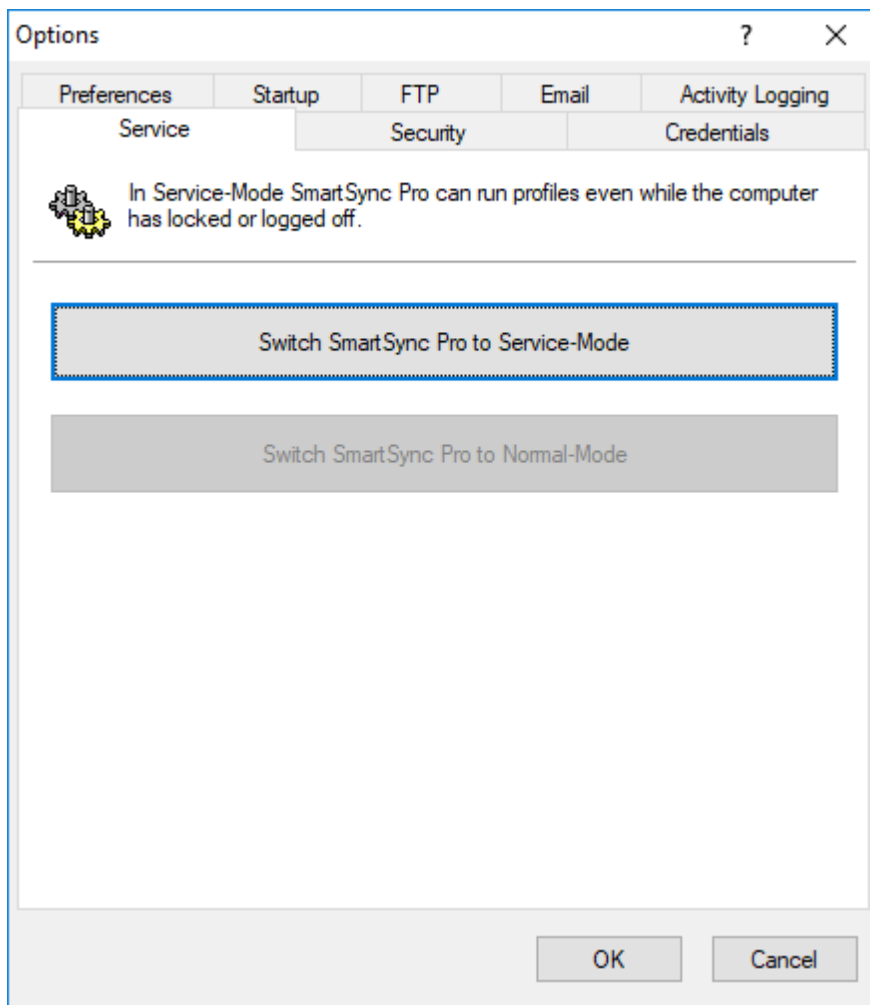 Options
?
Preferences Startup FTP Email Activity Logging
Service Security Credentials
In Service-Mode SmartSync Pro can run profiles even while the computer
has locked or logged off.
Switch SmartSync Pro to Service-Mode
Switch SmartSync Pro to Normal-Mode
OK Cancel